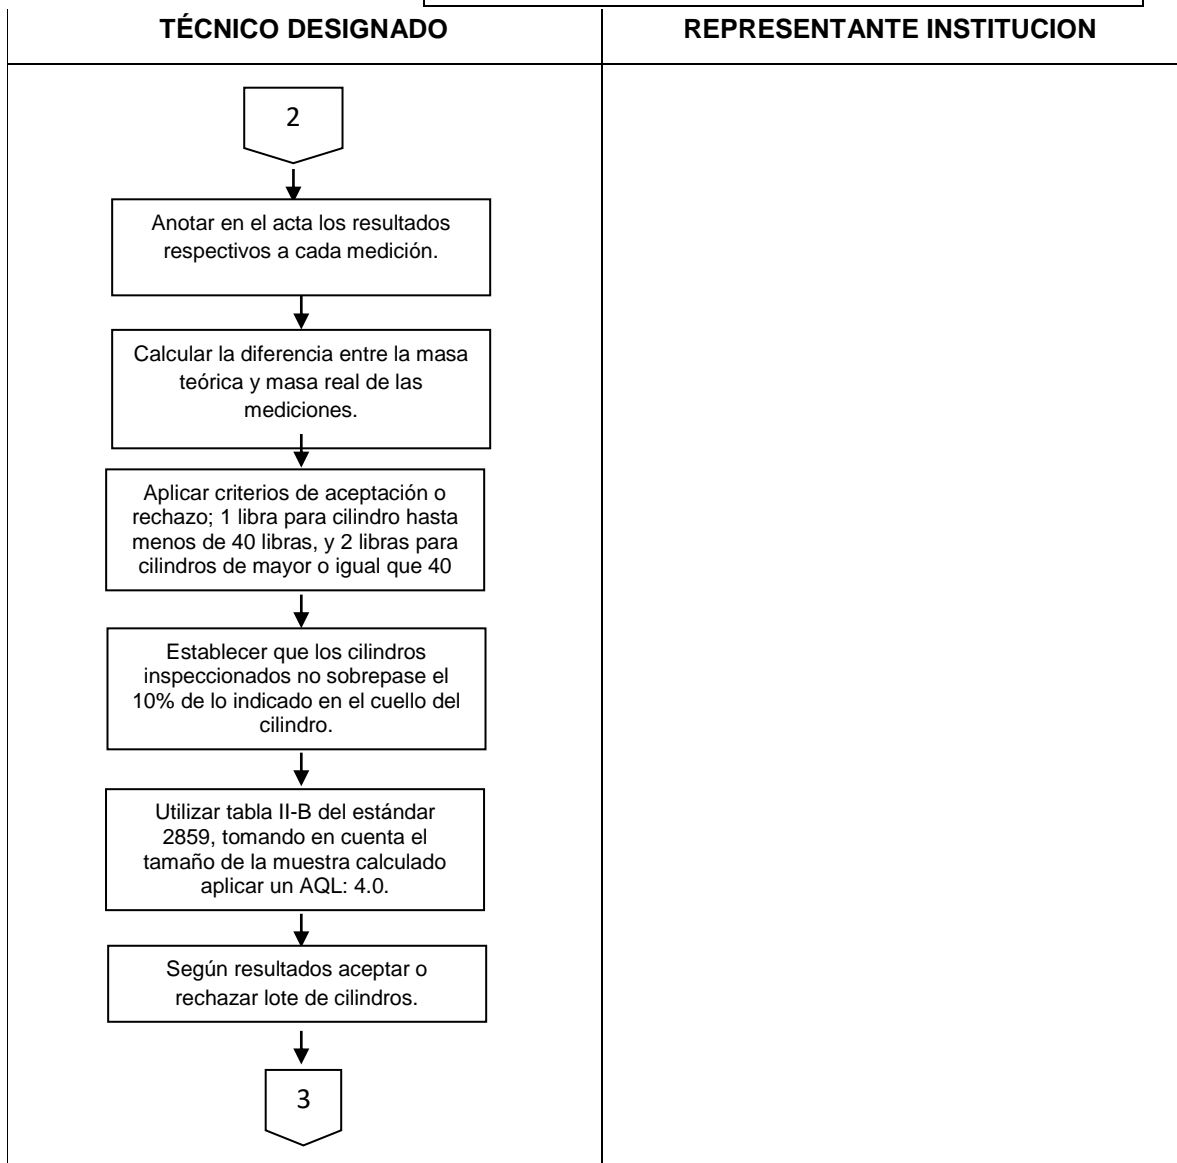 TÉCNICO DESIGNADO
REPRESENTANTE INSTITUCION
2
Anotar en el acta los resultados
respectivos a cada medición.
Calcular la diferencia entre la masa
teórica y masa real de las
mediciones.
Aplicar criterios de aceptación o
rechazo; 1 libra para cilindro hasta
menos de 40 libras, y 2 libras para
cilindros de mayor o igual que 40
Establecer que los cilindros
inspeccionados no sobrepase el
10% de lo indicado en el cuello del
cilindro.
Utilizar tabla II-B del estándar
2859, tomando en cuenta el
tamaño de la muestra calculado
aplicar un AQL: 4.0.
Según resultados aceptar o
rechazar lote de cilindros.
3